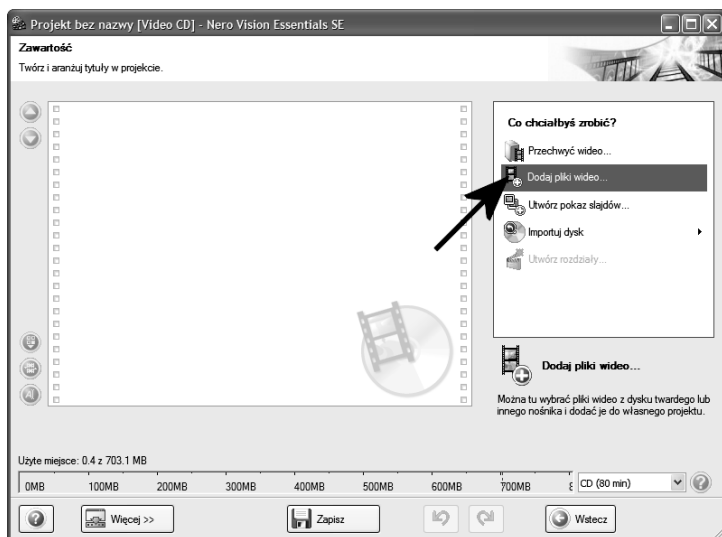 Projekt bez nazwy [Video CD] - Nero Vision Essentials SE
Zawartość
Twórz i aranżuj tytuły w projekcie.
Co chciałbyś zrobić?
Przechwyć wideo...
Dodaj pliki wideo...
Utwórz pokaz slajdów...
Importuj dysk
Utwórz rozdziały...
Dodaj pliki wideo...
Można tu wybrać pliki wideo z dysku twardego lub
innego nośnika i dodać je do własnego projektu.
Użyte miejsce: 0.4 z 703.1 MB
0MB 100MB 200MB 300MB 400MB 500MB 600MB 700MB
CD (80 min)
Więcej >>
Zapisz
Wstecz